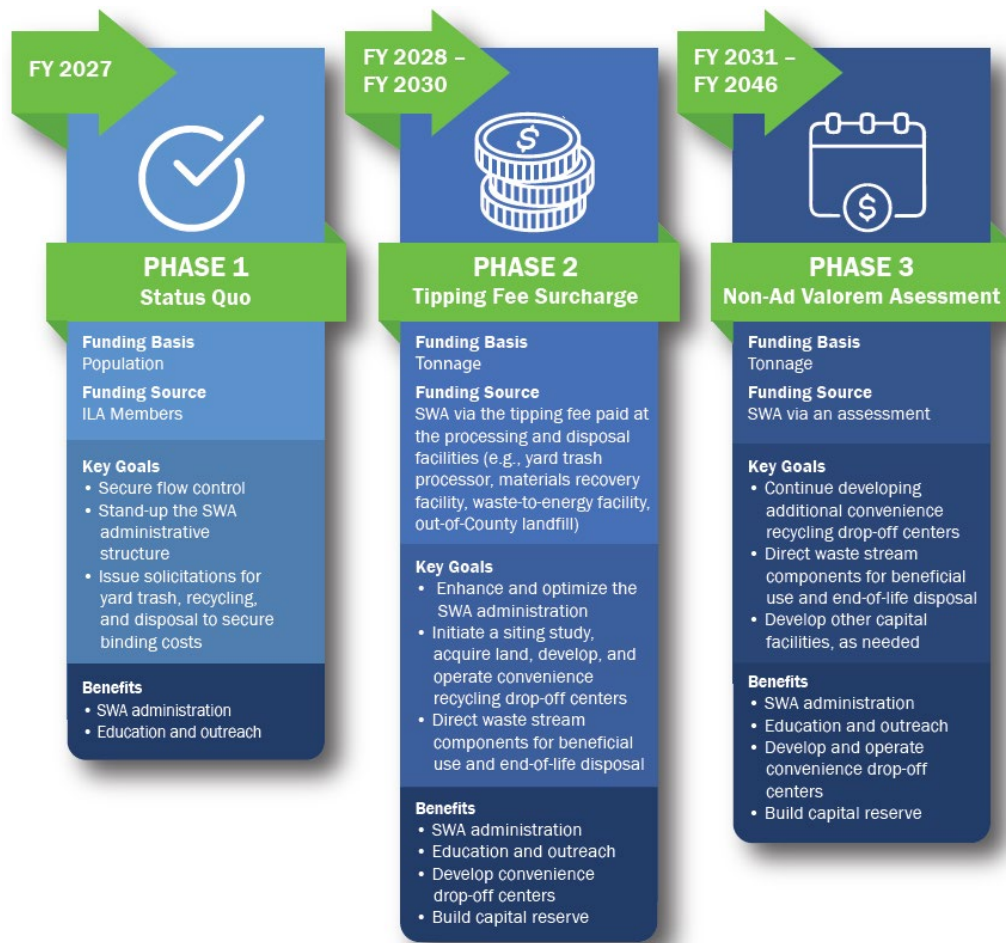 FY 2027
PHASE 1
Status Quo
Funding Basis
Population
Funding Source
ILA Members
Key Goals
• Secure flow control
• Stand-up the SWA
administrative
structure
• Issue solicitations for
yard trash, recycling,
and disposal to secure
binding costs
Benefits
• SWA administration
• Education and outreach
FY 2028 –
FY 2030
$
PHASE 2
Tipping Fee Surcharge
Funding Basis
Tonnage
Funding Source
SWA via the tipping fee paid at
the processing and disposal
facilities (e.g., yard trash
processor, materials recovery
facility, waste-to-energy facility,
out-of-County landfill)
Key Goals
• Enhance and optimize the
SWA administration
• Initiate a siting study,
acquire land, develop, and
operate convenience
recycling drop-off centers
• Direct waste stream
components for beneficial
use and end-of-life disposal
Benefits
• SWA administration
• Education and outreach
• Develop convenience
drop-off centers
• Build capital reserve
FY 2031 –
FY 2046
$
PHASE 3
Non-Ad Valorem Asessment
Funding Basis
Tonnage
Funding Source
SWA via an assessment
Key Goals
• Continue developing
additional convenience
recycling drop-off centers
• Direct waste stream
components for beneficial
use and end-of-life disposal
• Develop other capital
facilities, as needed
Benefits
• SWA administration
• Education and outreach
• Develop and operate
convenience drop-off
centers
• Build capital reserve